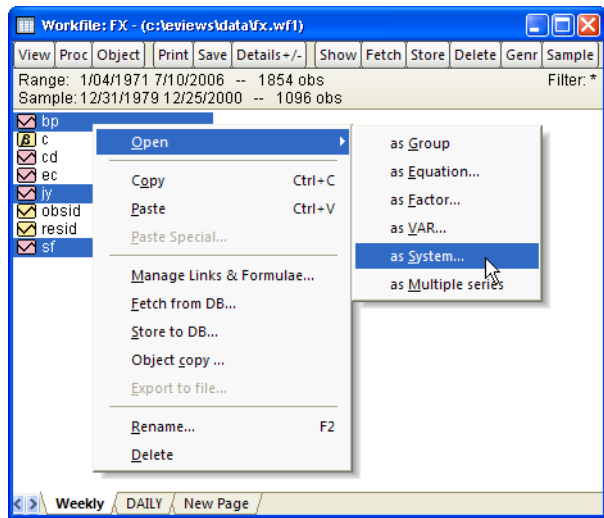 Workfile: FX - (c:\eviews\data\fx.wf1)
View Proc Object Print Save Details+/- Show Fetch Store Delete Genr Sample
Range: 1/04/1971 7/10/2006 -- 1854 obs Filter: *
Sample: 12/31/1979 12/25/2000 -- 1096 obs
bp
β c
cd
ec
jy
obsid
resid
sf
Open
Copy Ctrl+C
Paste Ctrl+V
Paste Special...
Manage Links & Formulae...
Fetch from DB...
Store to DB...
Object copy ...
Export to file...
Rename... F2
Delete
as Group
as Equation...
as Factor...
as VAR...
as System...
as Multiple series
Weekly DAILY New Page